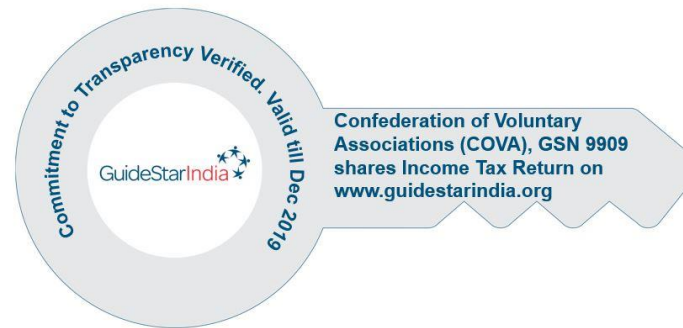 Commitment to Transparency Verified. Valid till Dec 2019
GuideStarIndia
Confederation of Voluntary
Associations (COVA), GSN 9909
shares Income Tax Return on
www.guidestarindia.org